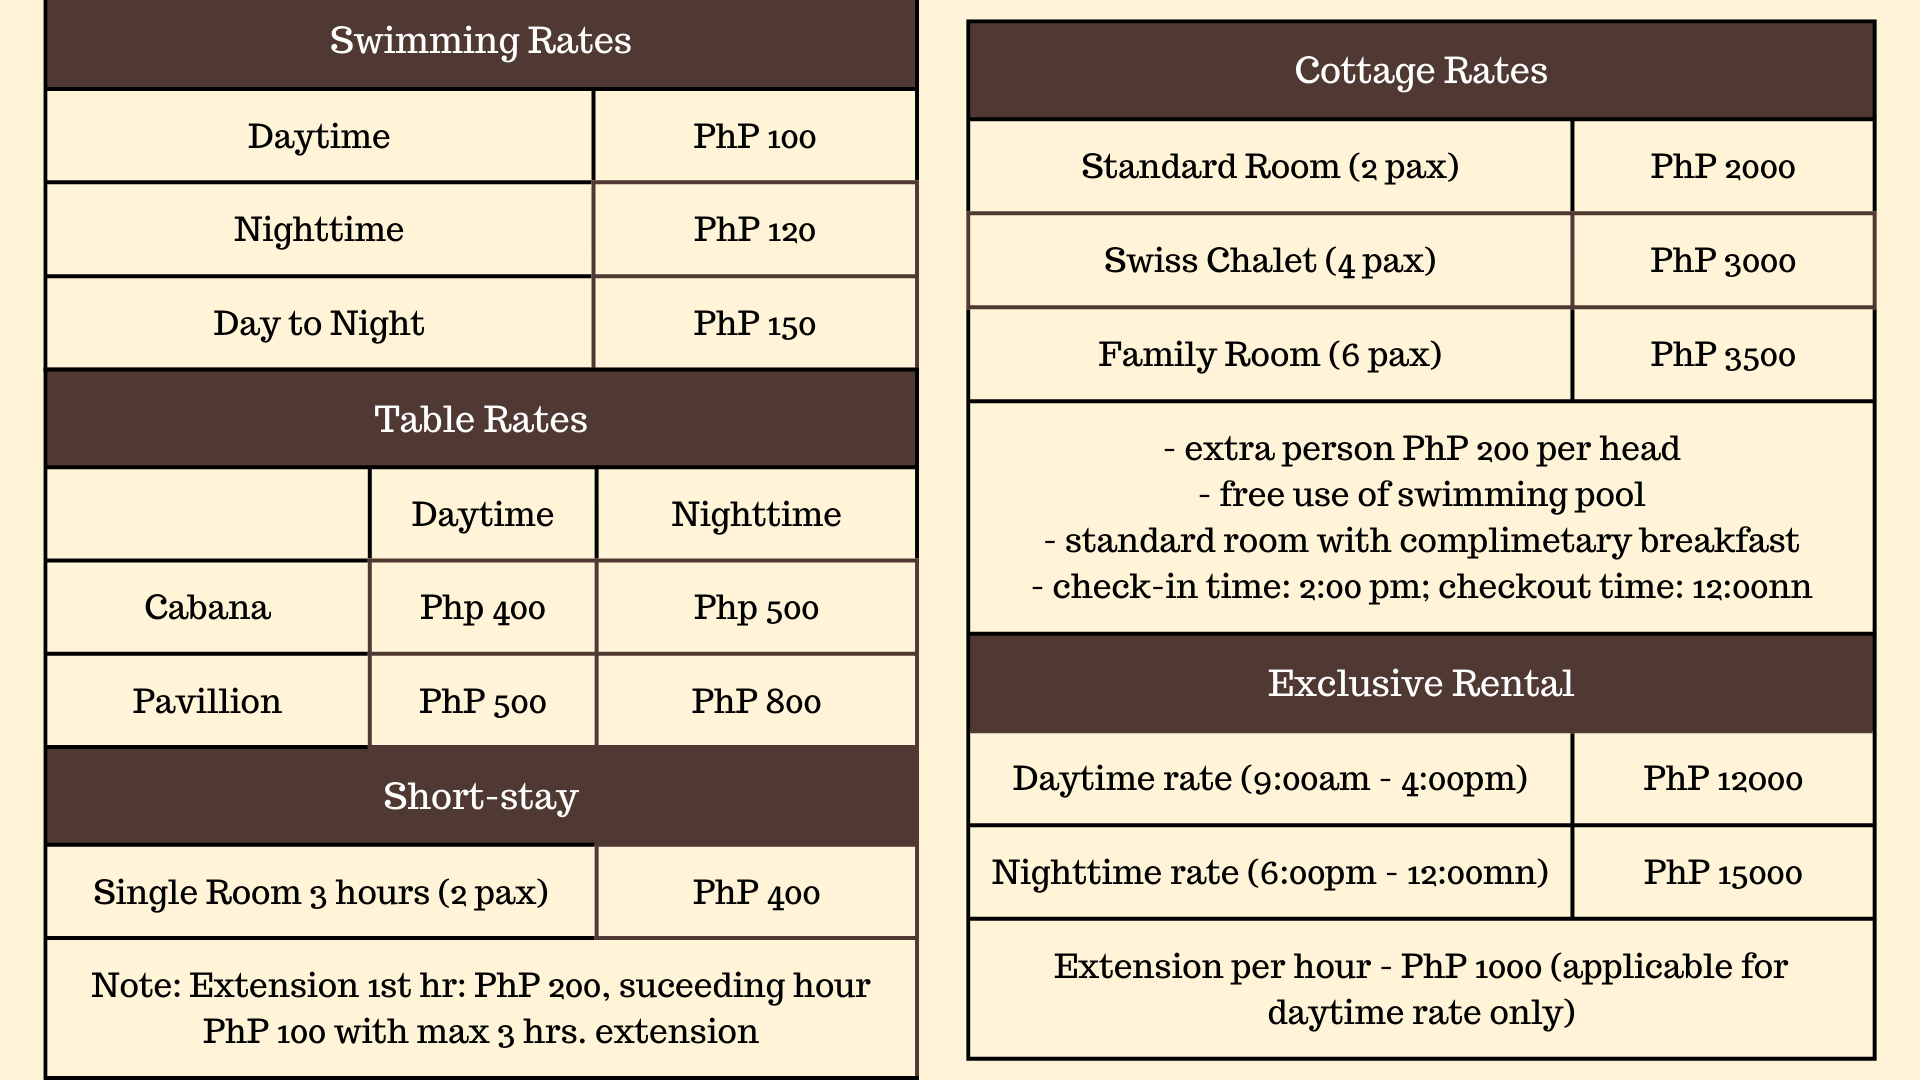 Swimming Rates
Daytime PhP 100
Nighttime PhP 120
Day to Night PhP 150
Table Rates
Daytime Nighttime
Cabana Php 400 Php 500
Pavillion PhP 500 PhP 800
Short-stay
Single Room 3 hours (2 pax) PhP 400
Note: Extension 1st hr: PhP 200, suceeding hour
PhP 100 with max 3 hrs. extension
Cottage Rates
Standard Room (2 pax) PhP 2000
Swiss Chalet (4 pax) PhP 3000
Family Room (6 pax) PhP 3500
- extra person PhP 200 per head
- free use of swimming pool
- standard room with complimetary breakfast
- check-in time: 2:00 pm; checkout time: 12:00nn
Exclusive Rental
Daytime rate (9:00am - 4:00pm) PhP 12000
Nighttime rate (6:00pm - 12:00mn) PhP 15000
Extension per hour - PhP 1000 (applicable for
daytime rate only)